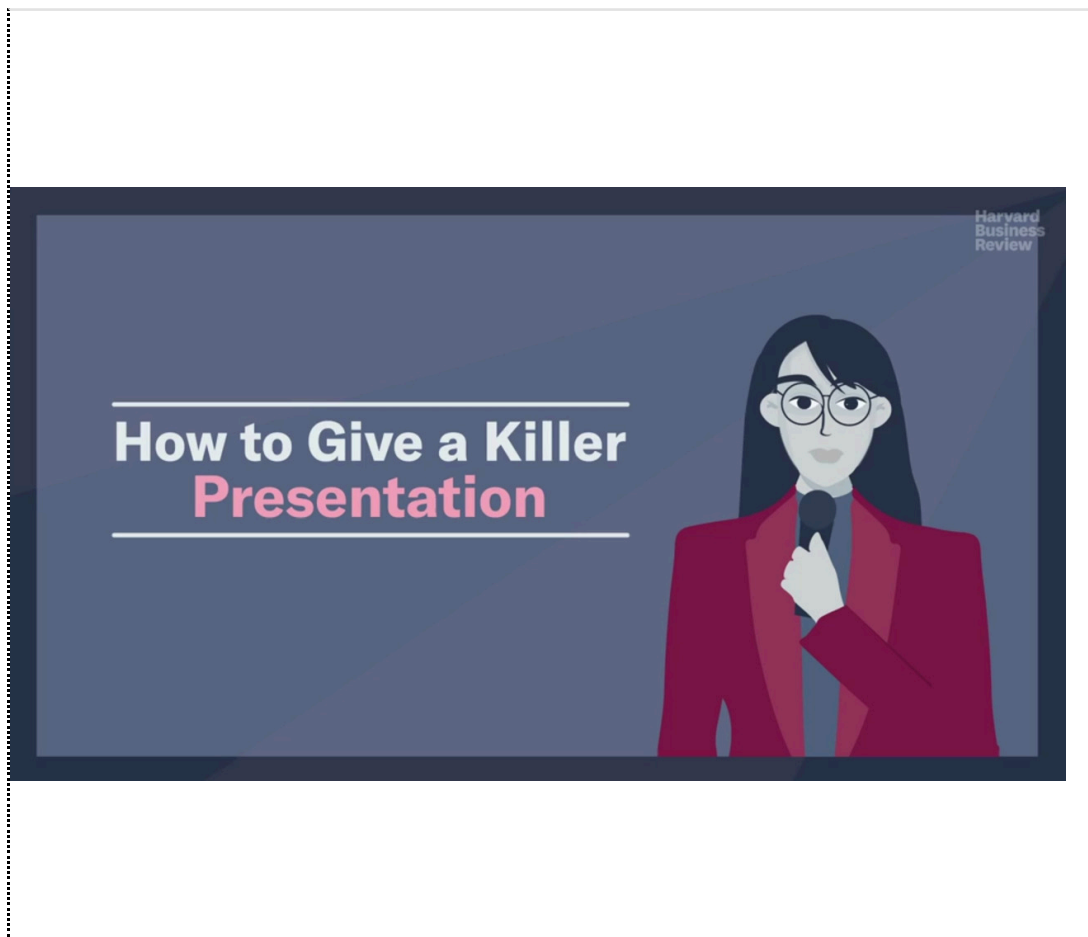 Harvard
Business
Review
How to Give a Killer
Presentation